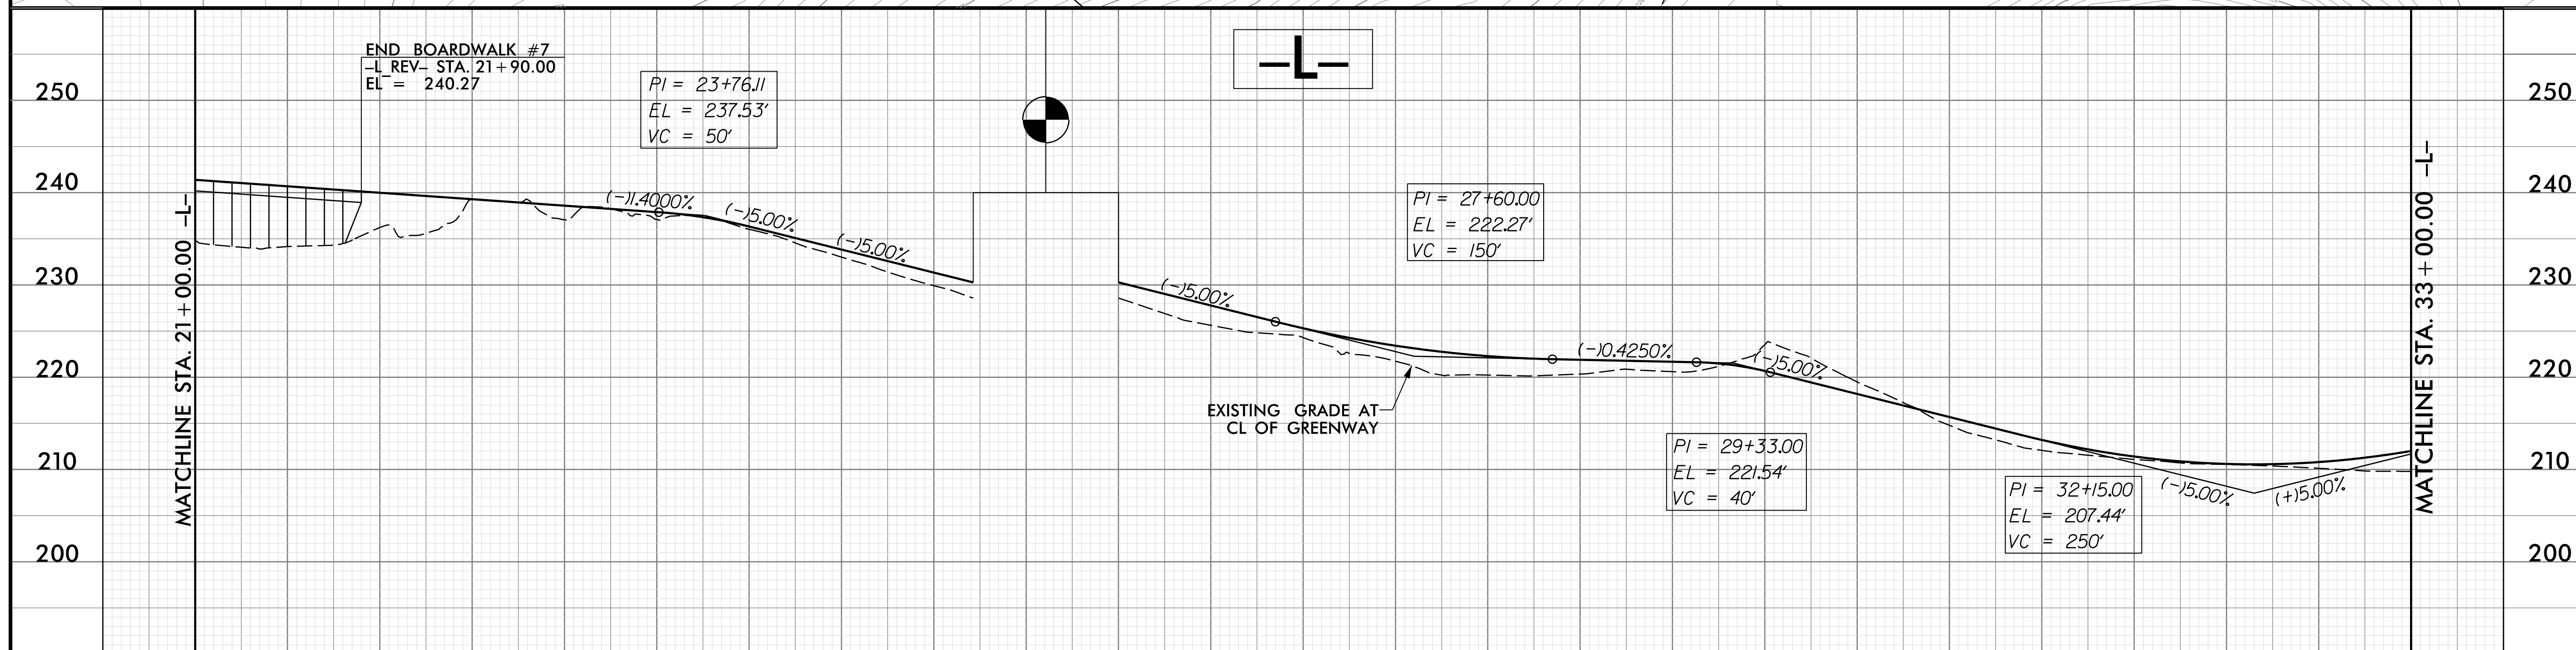 END BOARDWALK #7
-L_REV- STA. 21+90.00
EL = 240.27
PI = 23+76.11
EL = 237.53'
VC = 50'
-L-
250
250
240
240
230
230
220
220
210
210
200
200
MATCHLINE STA. 21+00.00 -L-
(-)1.4000%
(-)5.00%
(-)5.00%
(-)5.00%
PI = 27+60.00
EL = 222.27'
VC = 150'
(-)0.4250%
(-)5.00%
EXISTING GRADE AT
CL OF GREENWAY
PI = 29+33.00
EL = 221.54'
VC = 40'
PI = 32+15.00
EL = 207.44'
VC = 250'
(-)5.00%
(+)5.00%
MATCHLINE STA. 33+00.00 -L-